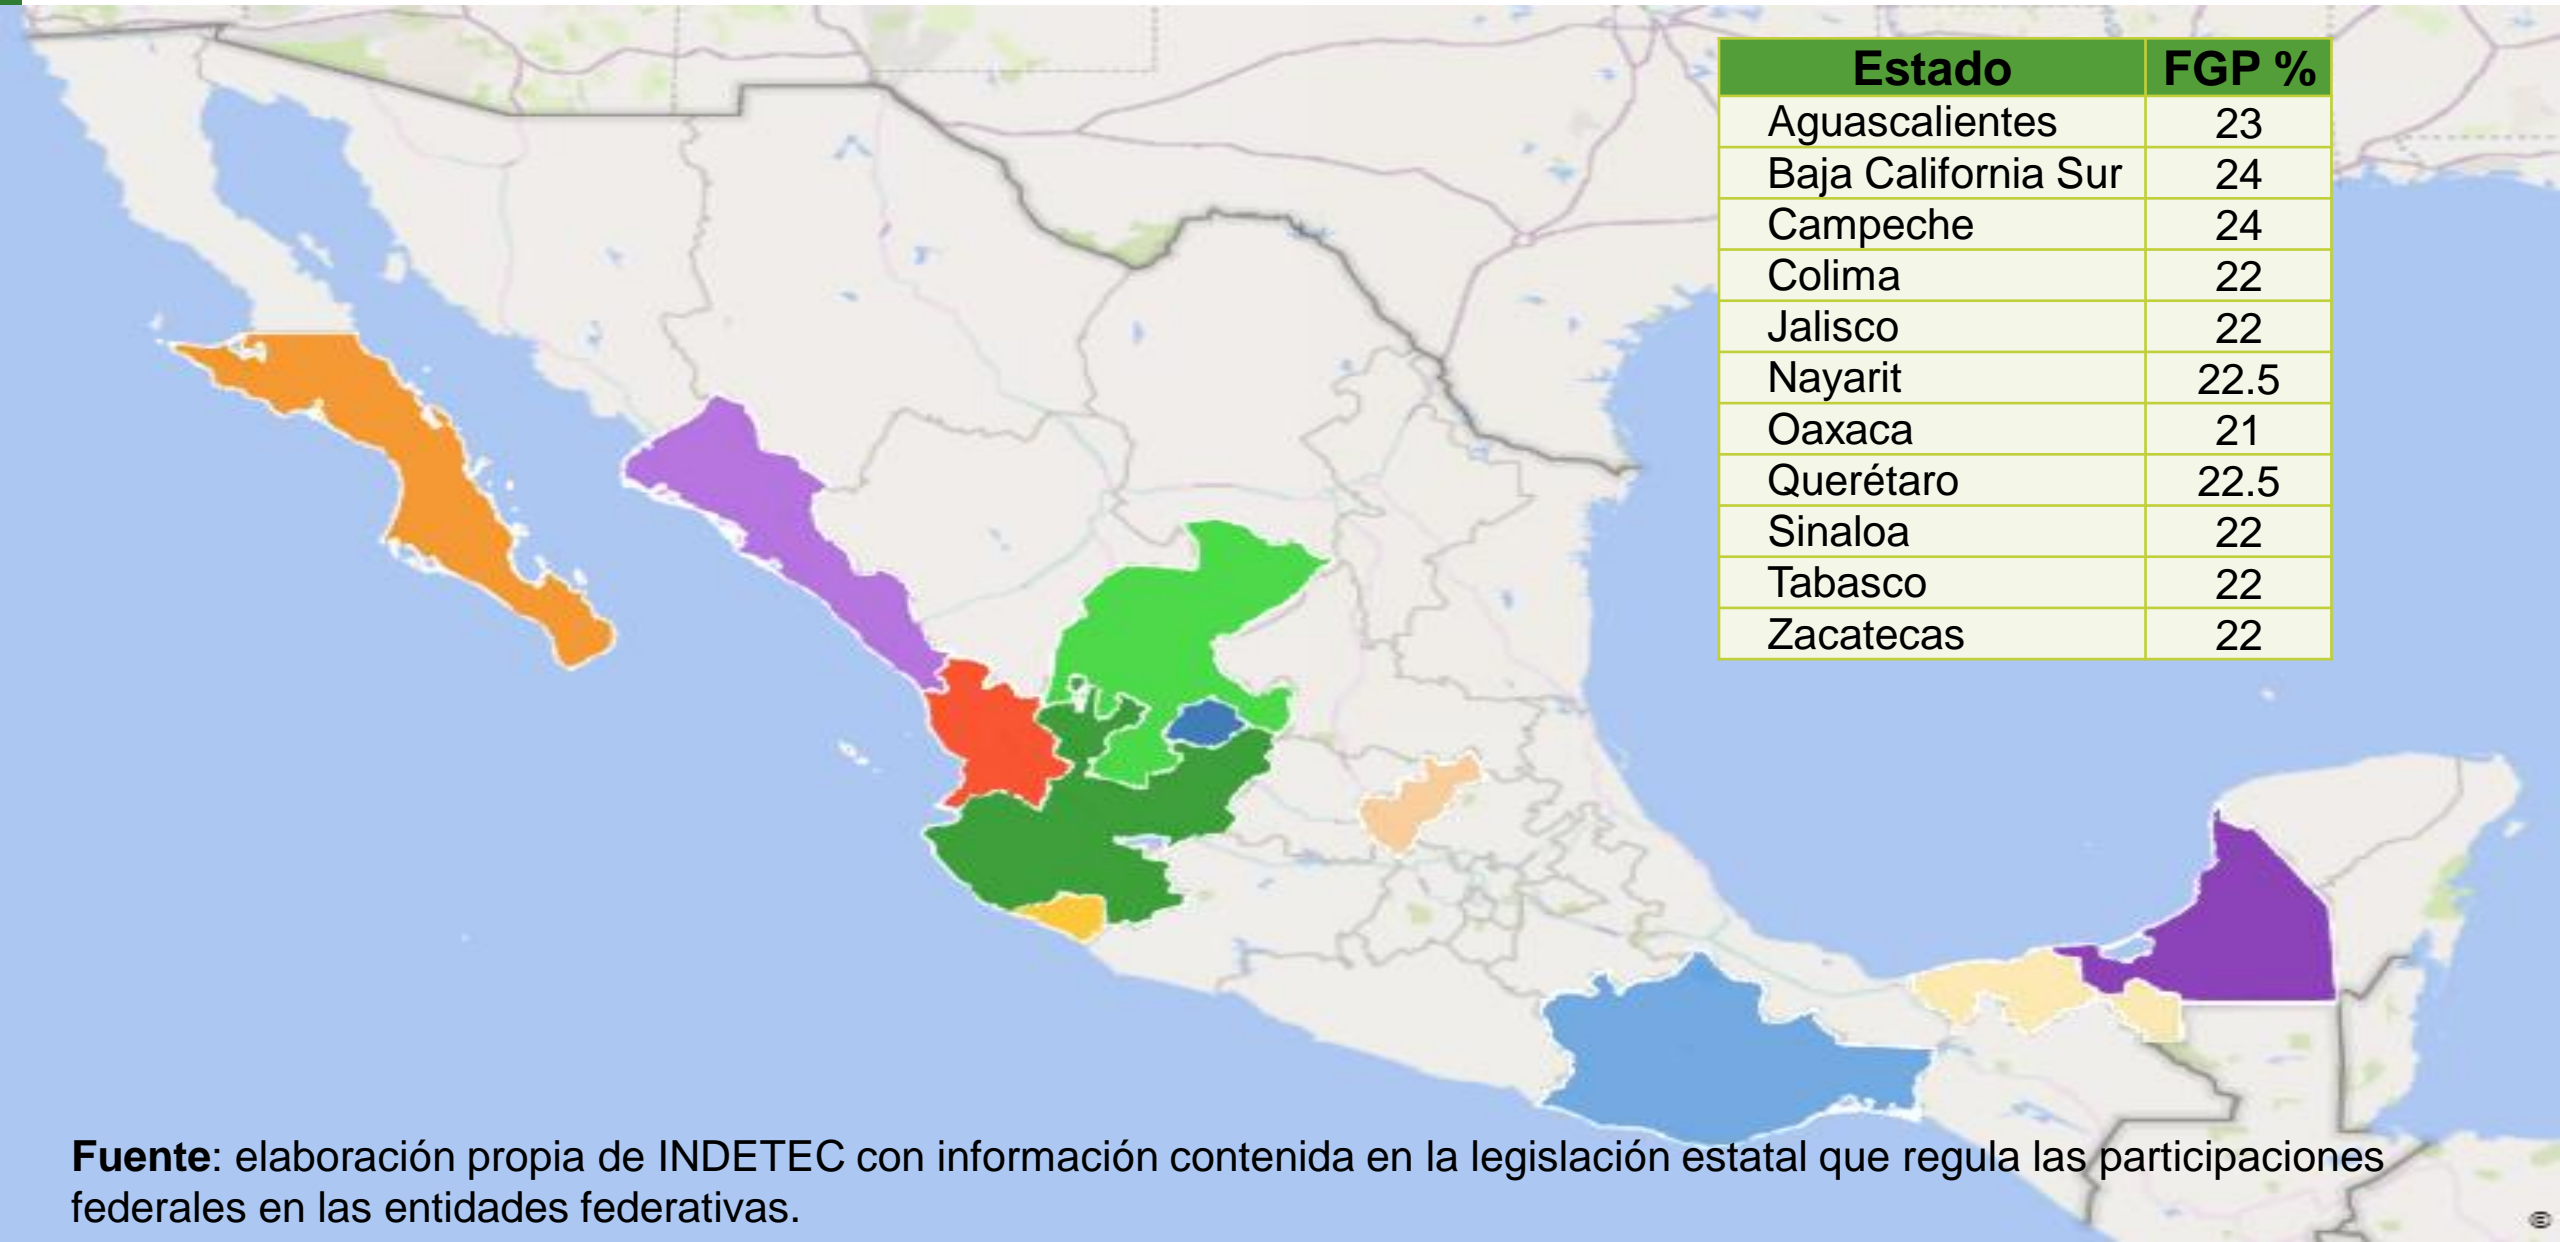 Estado FGP %
Aguascalientes 23
Baja California Sur 24
Campeche 24
Colima 22
Jalisco 22
Nayarit 22.5
Oaxaca 21
Querétaro 22.5
Sinaloa 22
Tabasco 22
Zacatecas 22
Fuente: elaboración propia de INDETEC con información contenida en la legislación estatal que regula las participaciones
federales en las entidades federativas.
©